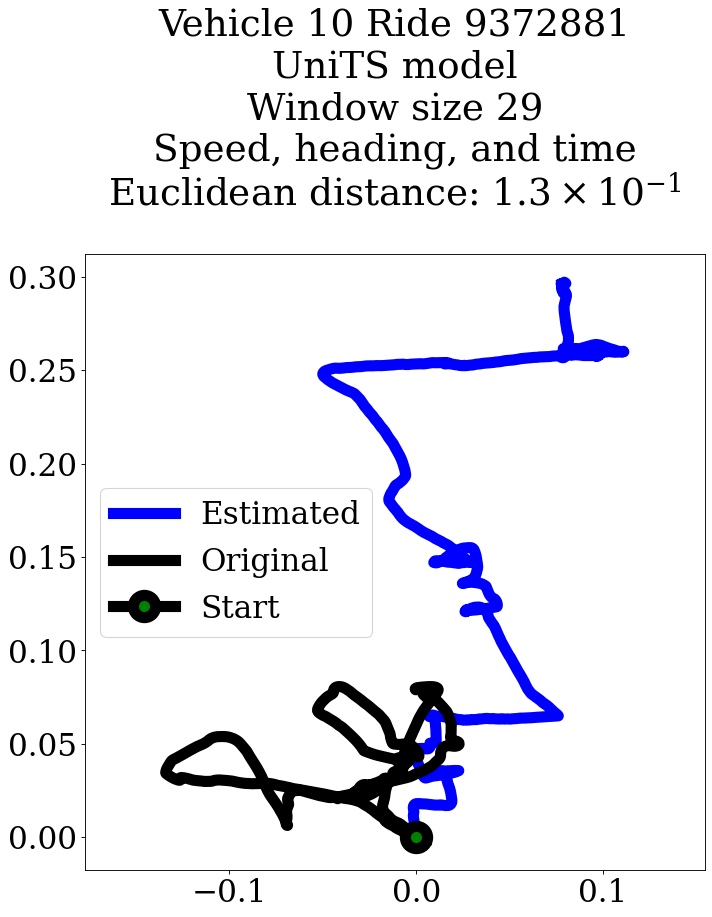 Vehicle 10 Ride 9372881
UniTS model
Window size 29
Speed, heading, and time
Euclidean distance: $1.3 \times 10^{-1}$
0.30
0.25
0.20
0.15
0.10
0.05
0.00
Estimated
Original
Start
−0.1 0.0 0.1